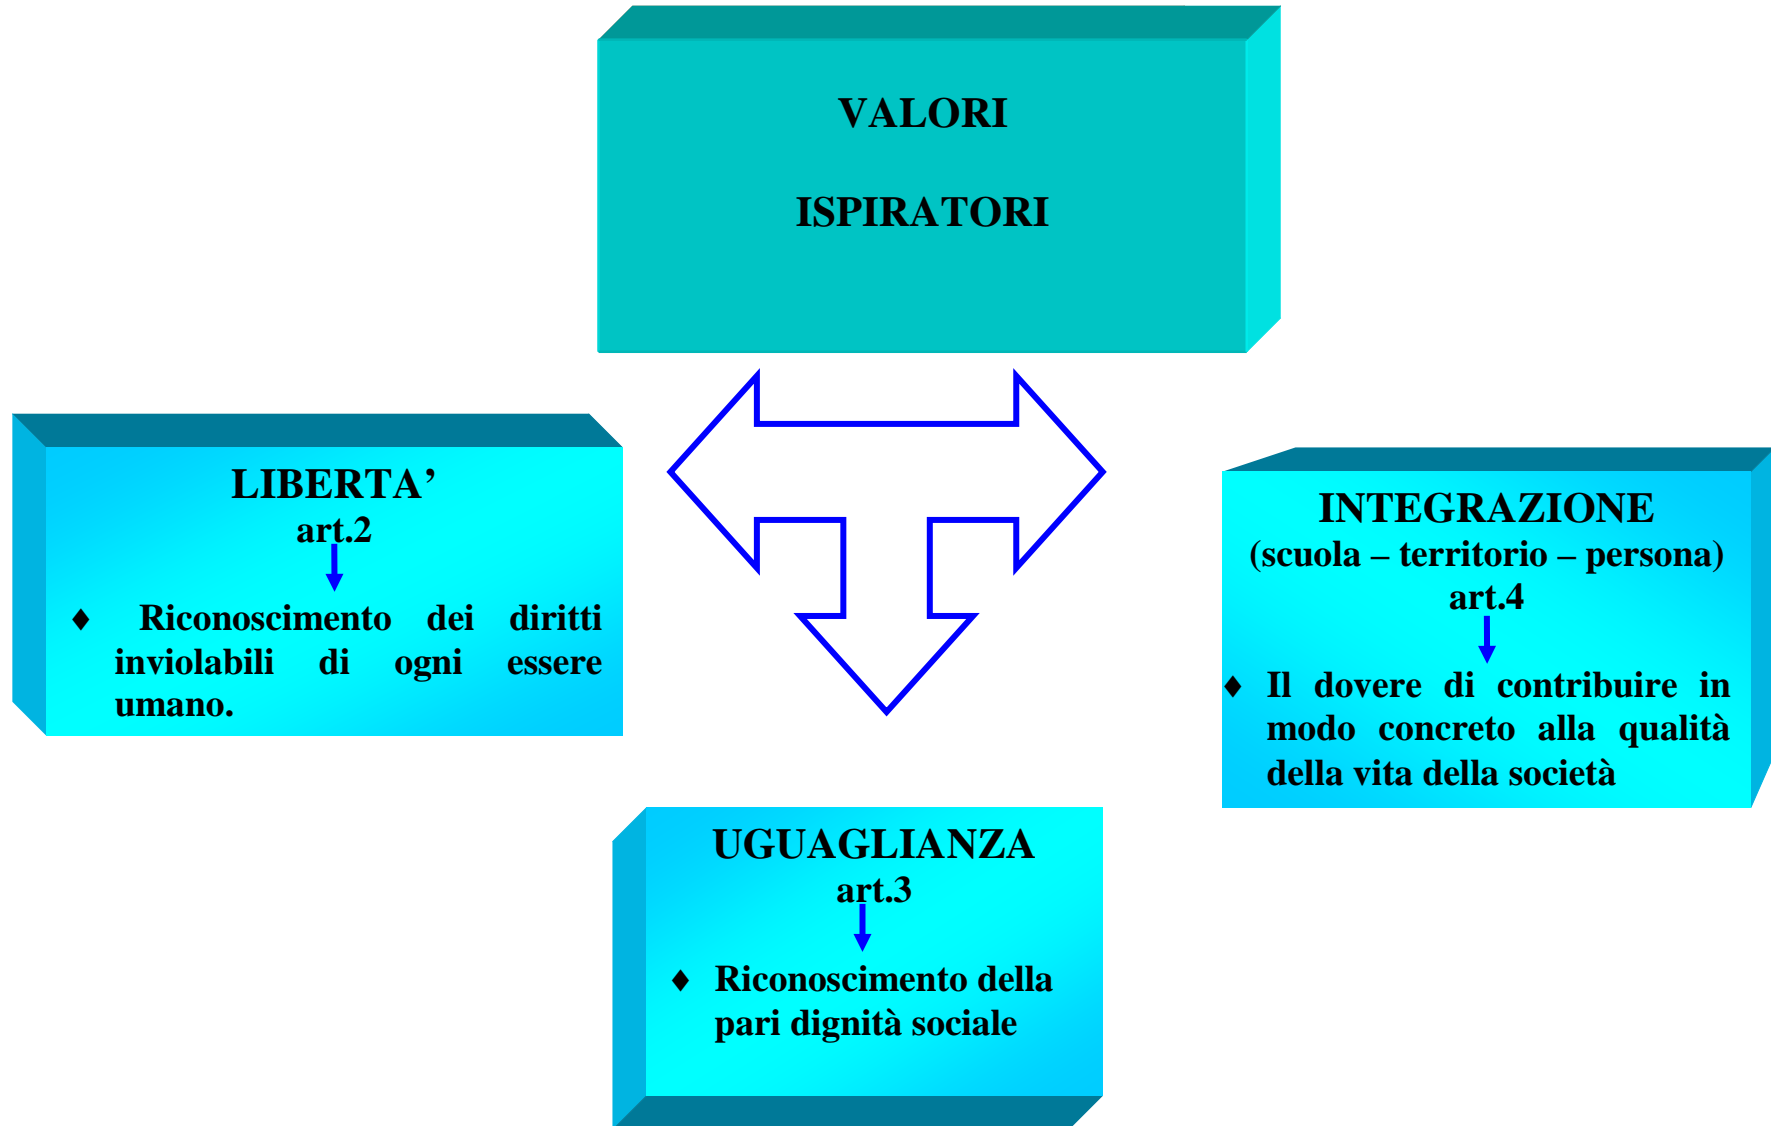 VALORI
ISPIRATORI
LIBERTA’
art.2
♦ Riconoscimento dei diritti
inviolabili di ogni essere
umano.
INTEGRAZIONE
(scuola – territorio – persona)
art.4
♦ Il dovere di contribuire in
modo concreto alla qualità
della vita della società
UGUAGLIANZA
art.3
♦ Riconoscimento della
pari dignità sociale